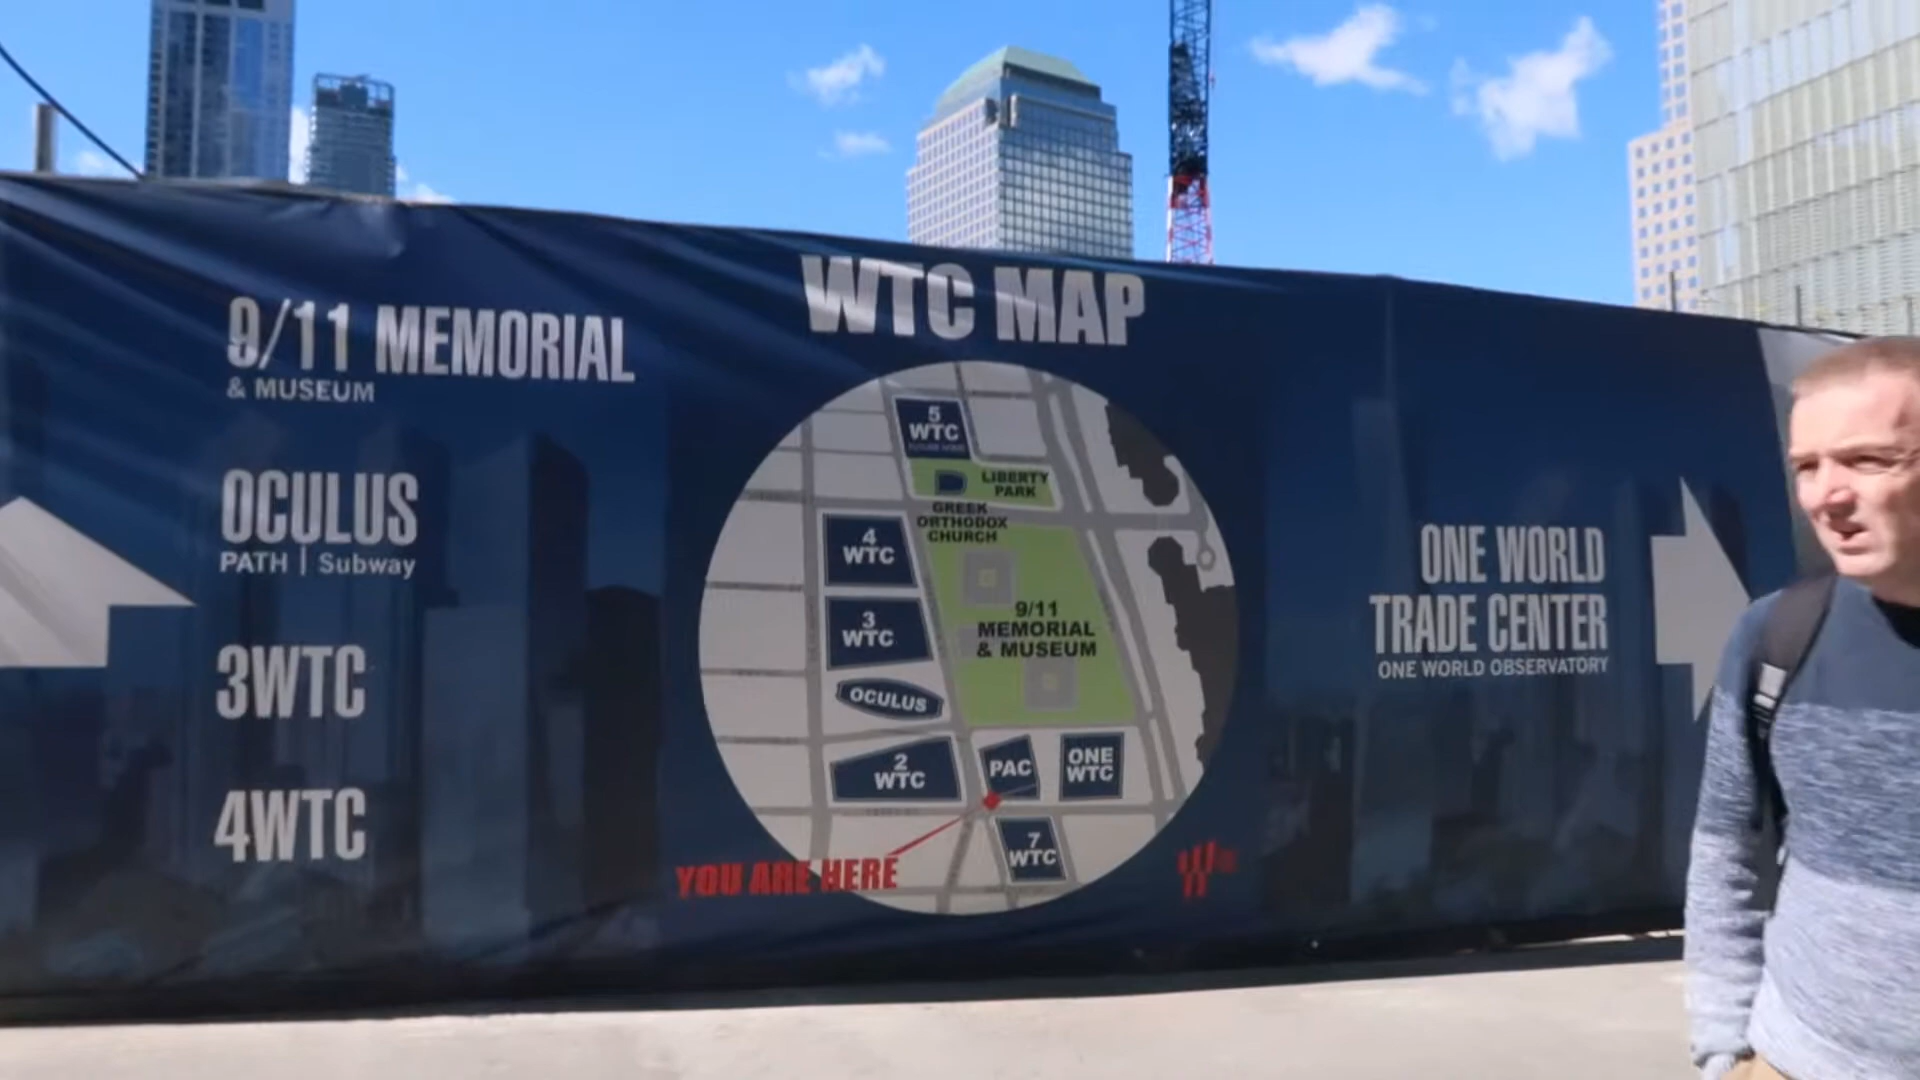 9/11 MEMORIAL
& MUSEUM
OCULUS
PATH | Subway
3WTC
4WTC
WTC MAP
5
WTC
LIBERTY
PARK
GREEK
ORTHODOX
CHURCH
4
WTC
3
WTC
9/11
MEMORIAL
& MUSEUM
OCULUS
2
WTC
PAC
ONE
WTC
7
WTC
YOU ARE HERE
ONE WORLD
TRADE CENTER
ONE WORLD OBSERVATORY